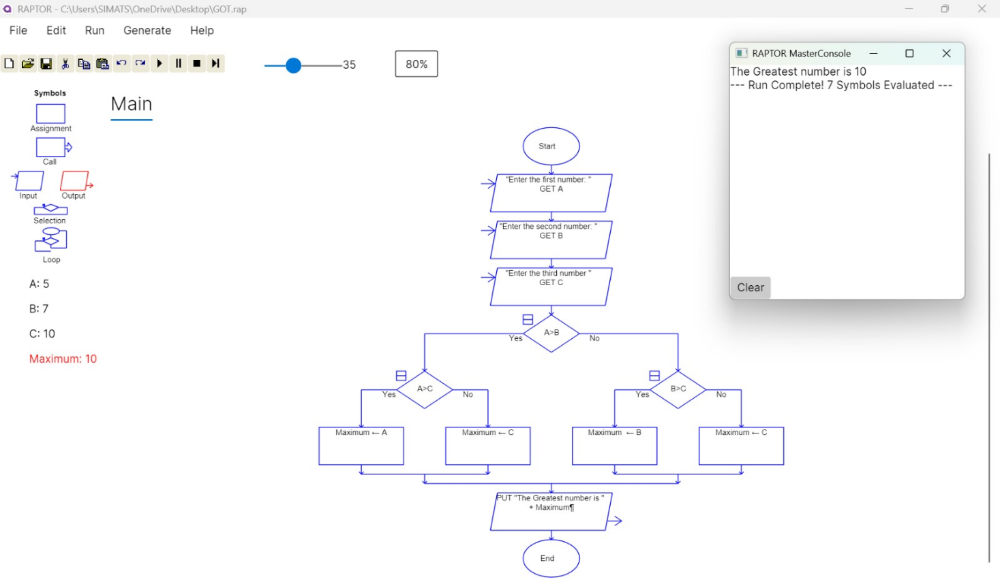 RAPTOR - C:\Users\SIMATS\OneDrive\Desktop\GOT.rap
File Edit Run Generate Help
35
80%
Symbols
Assignment
Call
Input Output
Selection
Loop
A: 5
B: 7
C: 10
Maximum: 10
Main
Start
"Enter the first number: "
GET A
"Enter the second number: "
GET B
"Enter the third number "
GET C
A>B
Yes No
A>C
Yes No
B>C
Yes No
Maximum ← A
Maximum ← C
Maximum ← B
Maximum ← C
PUT "The Greatest number is "
+ Maximum¶
End
RAPTOR MasterConsole
The Greatest number is 10
--- Run Complete! 7 Symbols Evaluated ---
Clear